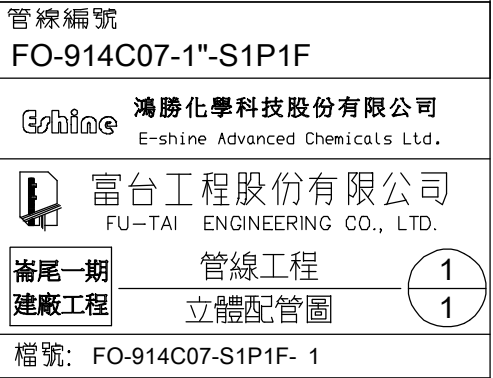 管線編號
FO-914C07-1"-S1P1F
Eshine 鴻勝化學科技股份有限公司
E-shine Advanced Chemicals Ltd.
富台工程股份有限公司
FU-TAI ENGINEERING CO., LTD.
崙尾一期 管線工程 1
建廠工程 立體配管圖 1
檔號: FO-914C07-S1P1F- 1